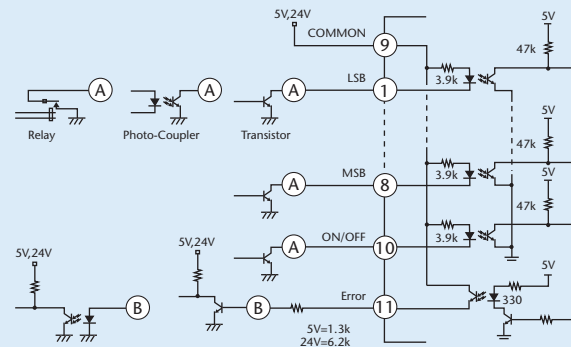 5V,24V
COMMON
9
5V
47k
3.9k
LSB
A
A
A
1
Relay
Photo-Coupler
Transistor
5V
47k
MSB
A
8
3.9k
5V
47k
ON/OFF
A
10
3.9k
5V,24V
5V,24V
5V
B
B
Error
11
330
5V=1.3k
24V=6.2k